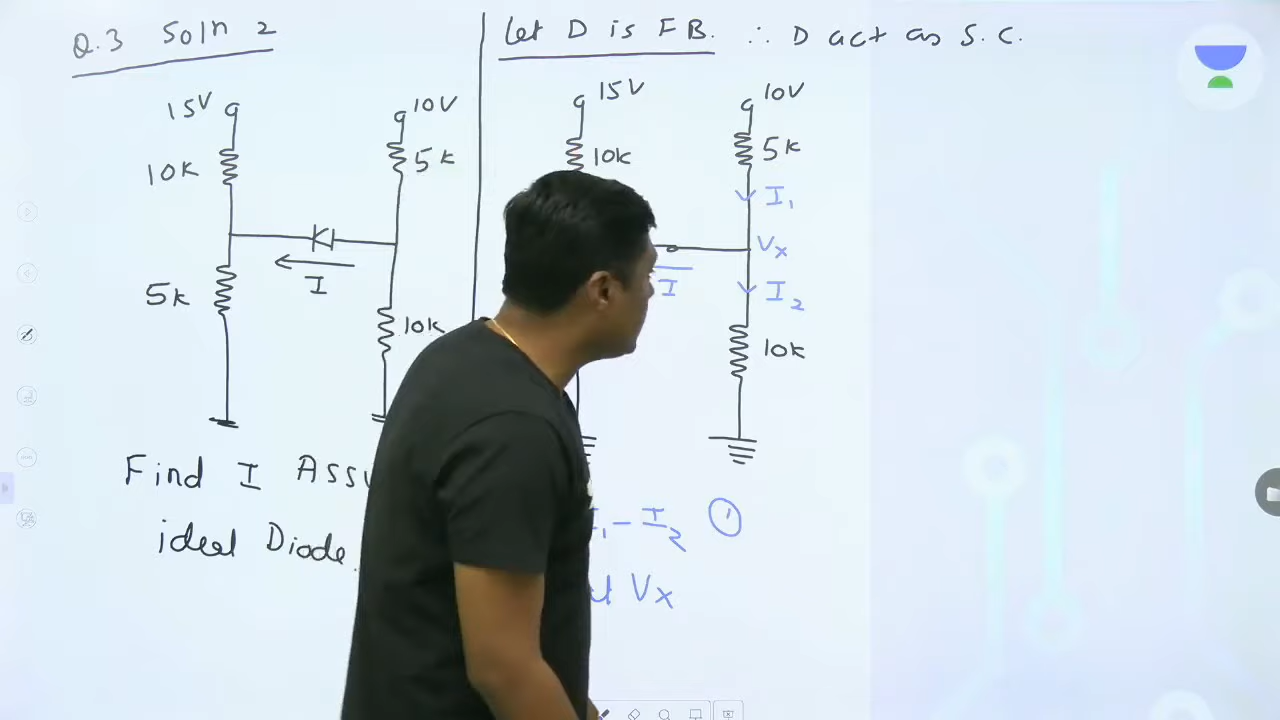 Q.3 Soln 2
Let D is FB. ∴ D act as S.C.
15V
10V
10k
5k
I
5k
10k
Find I
ideal Diode.
15V
10V
10k
5k
I₁
Vx
I
I₂
10k
I₁ - I₂ ①
Vx